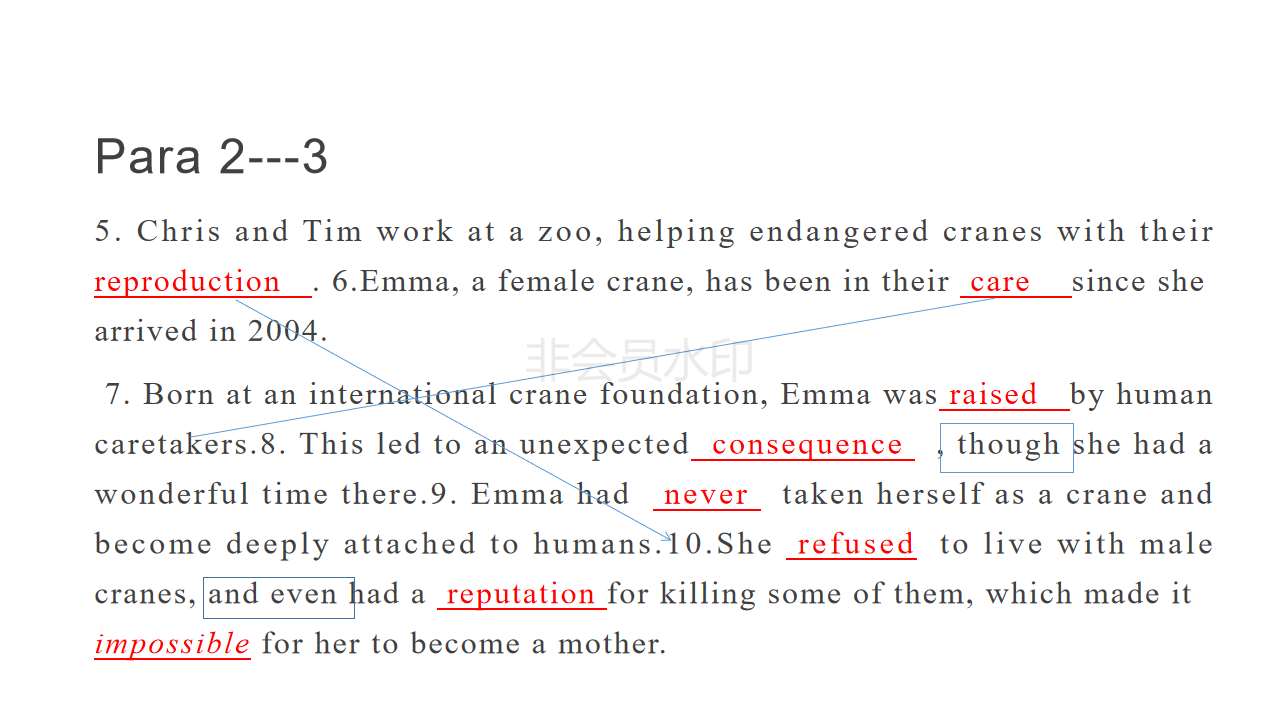 Para 2---3
5. Chris and Tim work at a zoo, helping endangered cranes with their
reproduction . 6.Emma, a female crane, has been in their care since she
arrived in 2004.
非会员水印
7. Born at an international crane foundation, Emma was raised by human
caretakers.8. This led to an unexpected consequence , though she had a
wonderful time there.9. Emma had never taken herself as a crane and
become deeply attached to humans.10.She refused to live with male
cranes, and even had a reputation for killing some of them, which made it
impossible for her to become a mother.